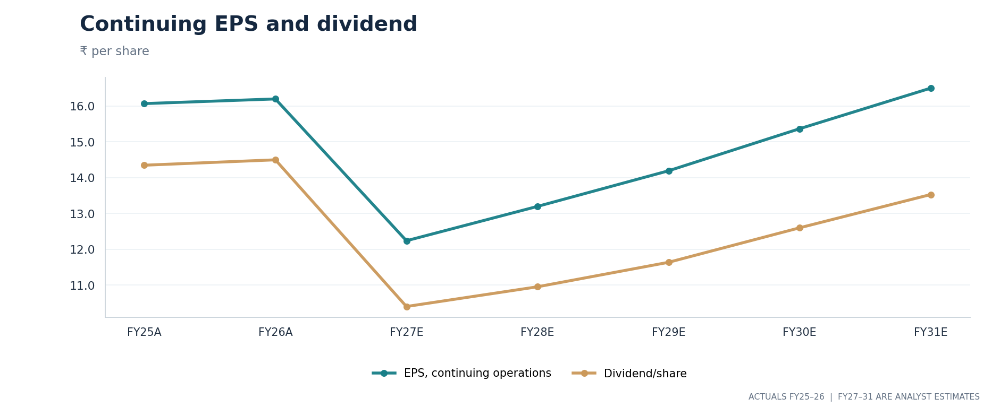 Continuing EPS and dividend
₹ per share
16.0
15.0
14.0
13.0
12.0
11.0
FY25A FY26A FY27E FY28E FY29E FY30E FY31E
EPS, continuing operations Dividend/share
ACTUALS FY25–26 | FY27–31 ARE ANALYST ESTIMATES